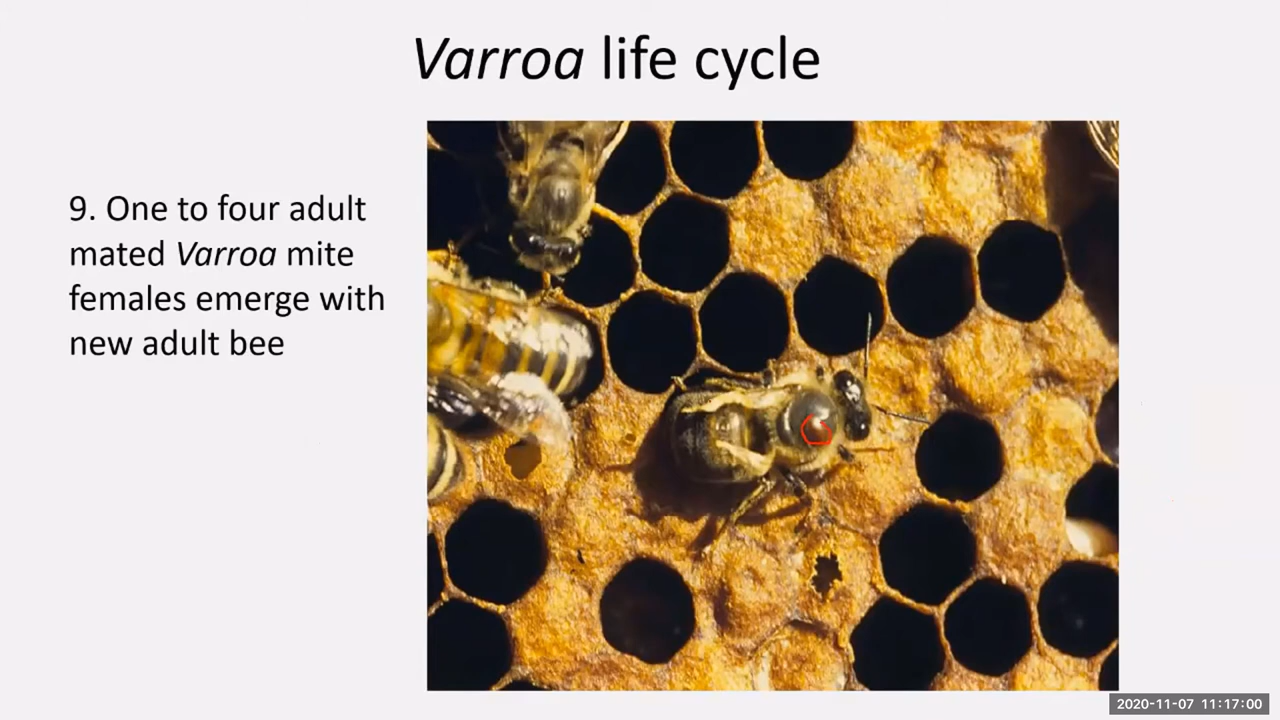 Varroa life cycle
9. One to four adult
mated Varroa mite
females emerge with
new adult bee
2020-11-07 11:17:00